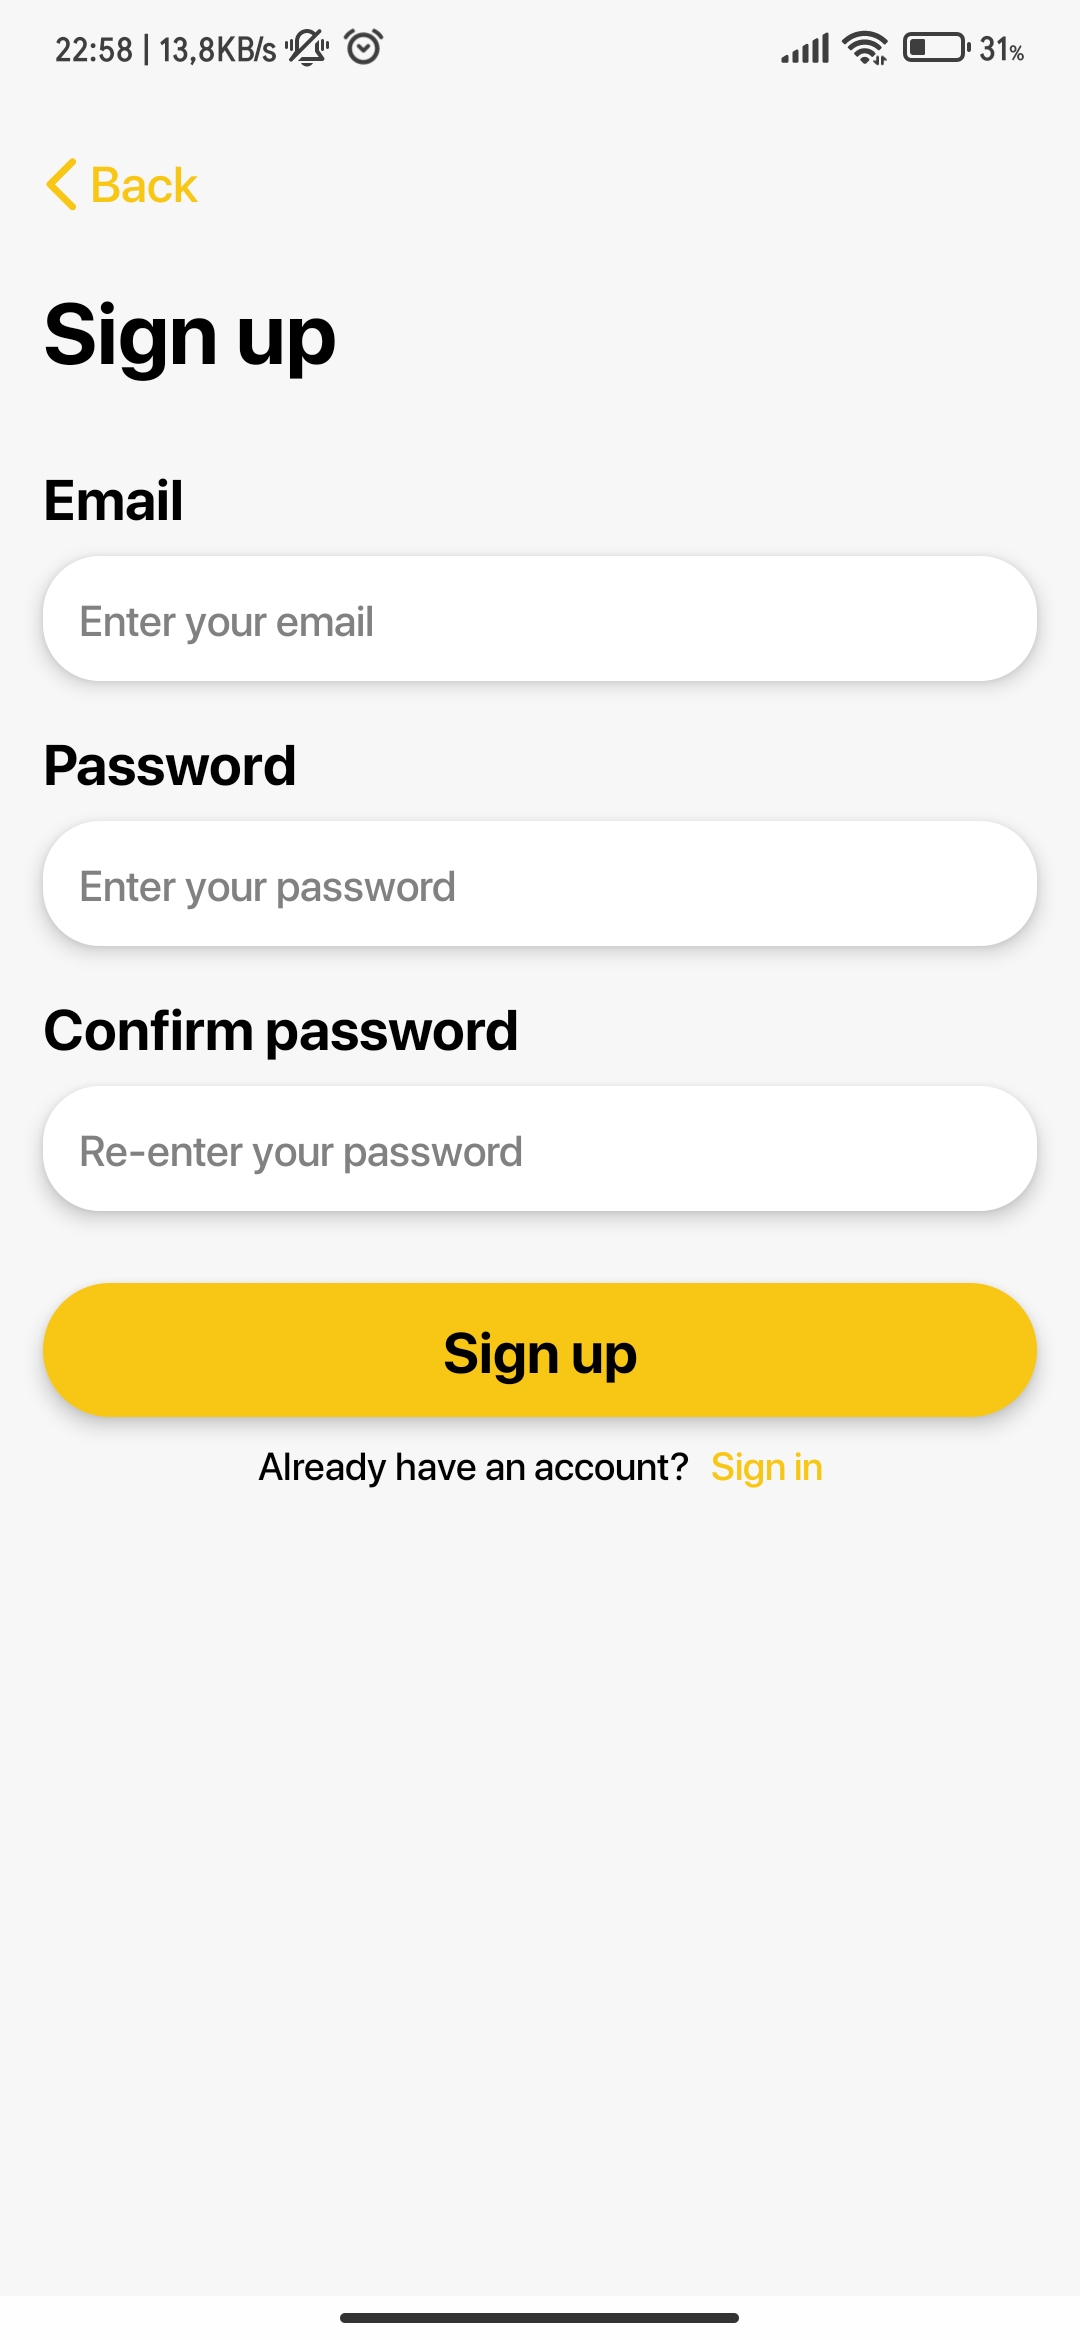 22:58 | 13,8KB/s 31%
Back
Sign up
Email
Enter your email
Password
Enter your password
Confirm password
Re-enter your password
Sign up
Already have an account? Sign in